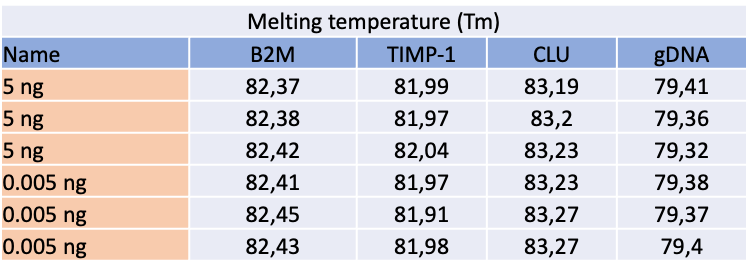 Melting temperature (Tm)
Name B2M TIMP-1 CLU gDNA
5 ng 82,37 81,99 83,19 79,41
5 ng 82,38 81,97 83,2 79,36
5 ng 82,42 82,04 83,23 79,32
0.005 ng 82,41 81,97 83,23 79,38
0.005 ng 82,45 81,91 83,27 79,37
0.005 ng 82,43 81,98 83,27 79,4